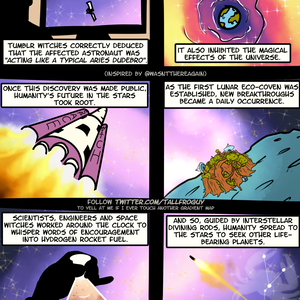 TUMBLR WITCHES CORRECTLY DEDUCED
THAT THE AFFECTED ASTRONAUT WAS
"ACTING LIKE A TYPICAL ARIES DUDEBRO".
IT ALSO INHIBITED THE MAGICAL
EFFECTS OF THE UNIVERSE.
(INSPIRED BY @WASNTTHEREAGAIN)
ONCE THIS DISCOVERY WAS MADE PUBLIC,
HUMANITY'S FUTURE IN THE STARS
TOOK ROOT.
AS THE FIRST LUNAR ECO-COVEN WAS
ESTABLISHED, NEW BREAKTHROUGHS
BECAME A DAILY OCCURRENCE.
FOLLOW TWITTER.COM/TALLFROGUY
TO YELL AT ME IF I EVER TOUCH ANOTHER GRADIENT MAP
SCIENTISTS, ENGINEERS AND SPACE
WITCHES WORKED AROUND THE CLOCK TO
WHISPER WORDS OF ENCOURAGEMENT
INTO HYDROGEN ROCKET FUEL.
AND SO, GUIDED BY INTERSTELLAR
DIVINING RODS, HUMANITY SPREAD TO
THE STARS TO SEEK OTHER LIFE-
BEARING PLANETS.